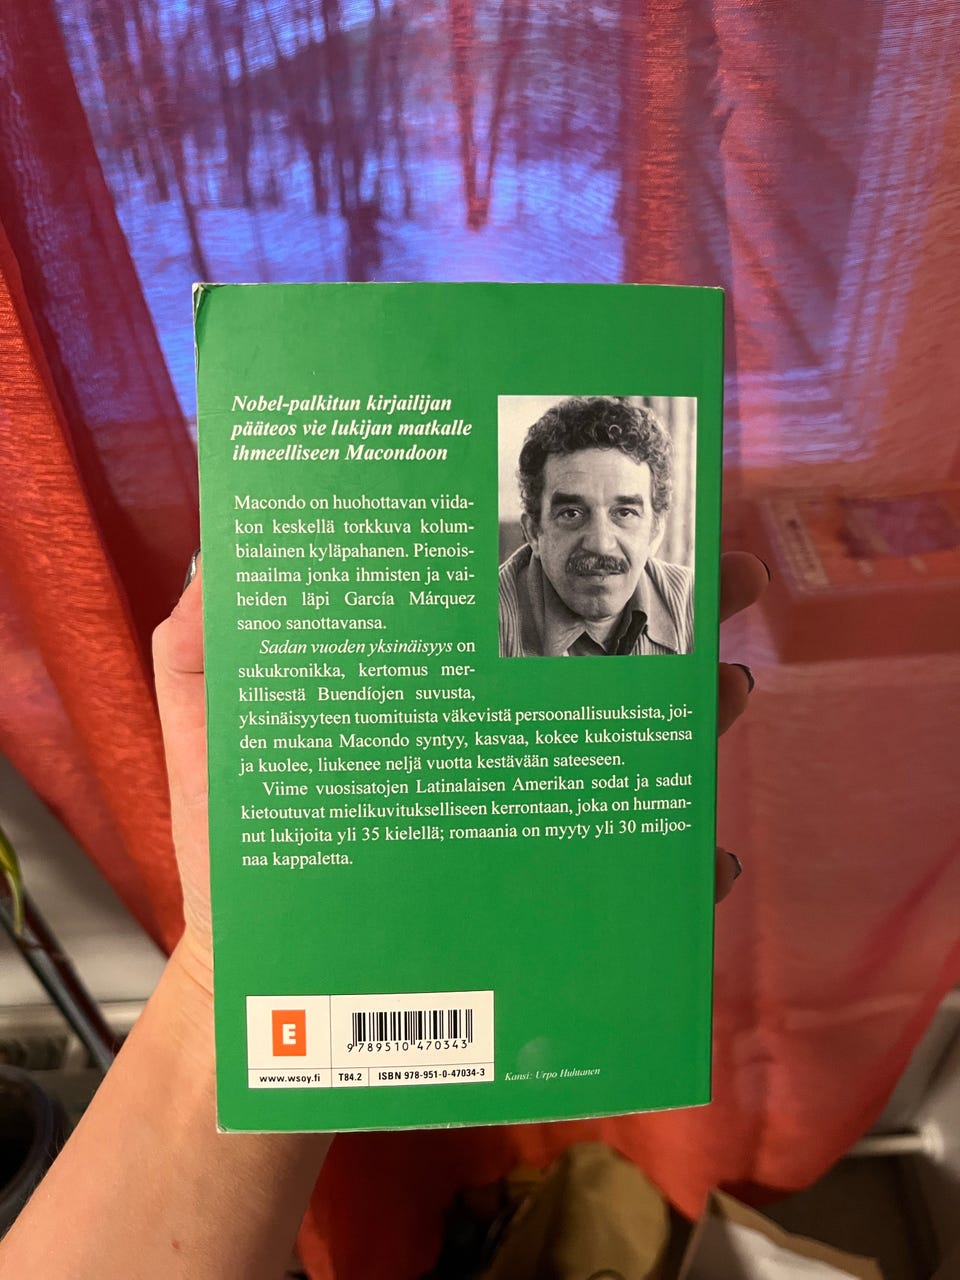 Nobel-palkitun kirjailijan
pääteos vie lukijan matkalle
ihmeelliseen Macondoon
Macondo on huohottavan viida-
kon keskellä torkkuva kolum-
bialainen kyläpahanen. Pienois-
maailma jonka ihmisten ja vai-
heiden läpi García Márquez
sanoo sanottavansa.
Sadan vuoden yksinäisyys on
sukukronikka, kertomus mer-
killisestä Buendíojen suvusta,
yksinäisyyteen tuomituista väkevistä persoonallisuuksista, joi-
den mukana Macondo syntyy, kasvaa, kokee kukoistuksensa
ja kuolee, liukenee neljä vuotta kestävään sateeseen.
Viime vuosisatojen Latinalaisen Amerikan sodat ja sadut
kietoutuvat mielikuvitukselliseen kerrontaan, joka on hurman-
nut lukijoita yli 35 kielellä; romaania on myyty yli 30 miljoo-
naa kappaletta.
E
9 789510 470343
www.wsoy.fi
T84.2
ISBN 978-951-0-47034-3
Kansi: Urpo Huhtanen